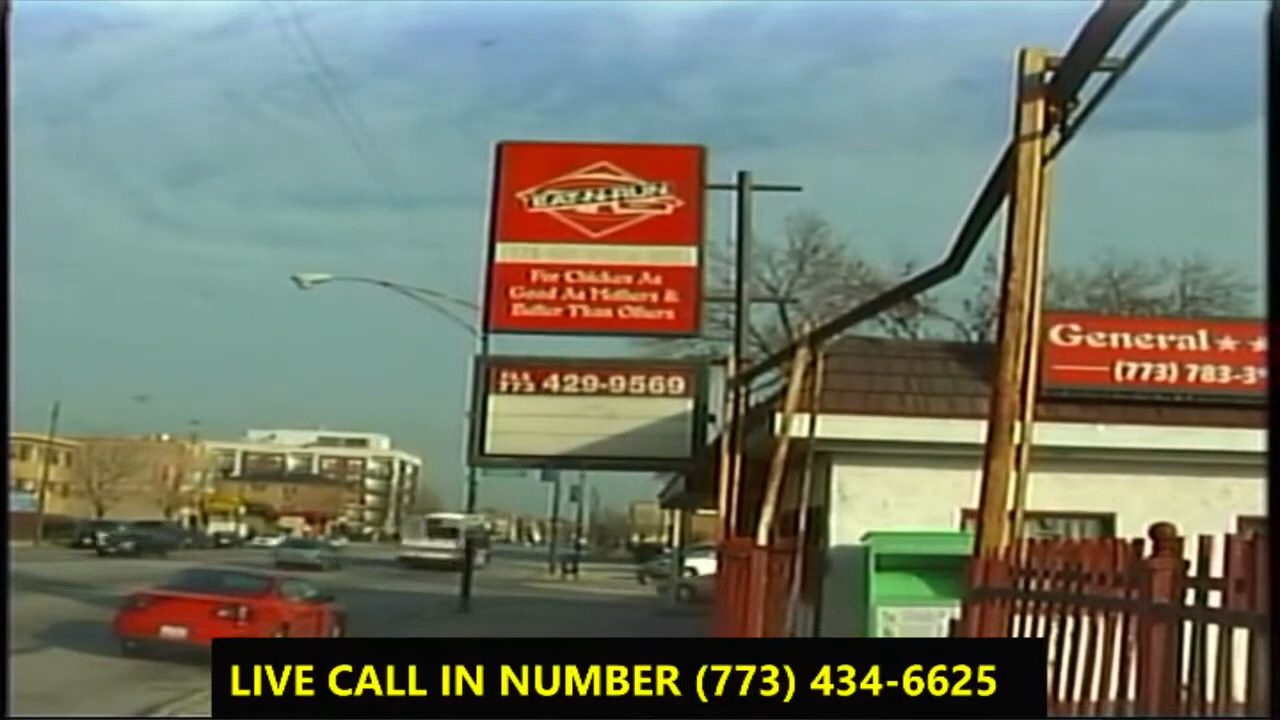 EAT-N-RUN
For Chicken As
Good As Mothers &
Better Than Others
773 429-9569
General ★ ★
(773) 783-3
LIVE CALL IN NUMBER (773) 434-6625